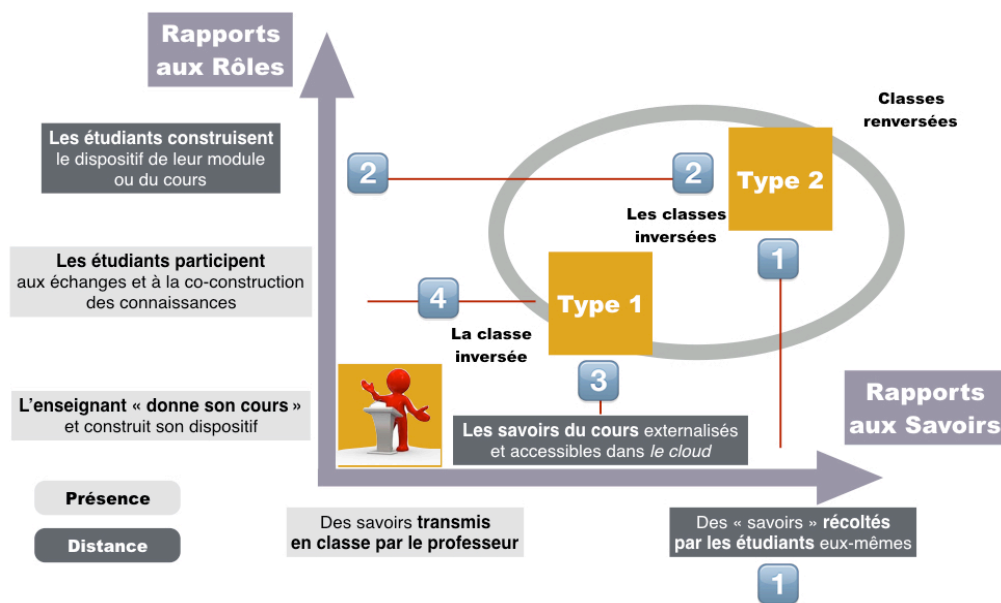 Rapports
aux Rôles
Classes
renversées
Les étudiants construisent
le dispositif de leur module
ou du cours
2
2
Type 2
Les classes
inversées
1
Les étudiants participent
aux échanges et à la co-construction
des connaissances
4
Type 1
La classe
inversée
3
Rapports
aux Savoirs
L’enseignant « donne son cours »
et construit son dispositif
Les savoirs du cours externalisés
et accessibles dans le cloud
Présence
Distance
Des savoirs transmis
en classe par le professeur
Des « savoirs » récoltés
par les étudiants eux-mêmes
1